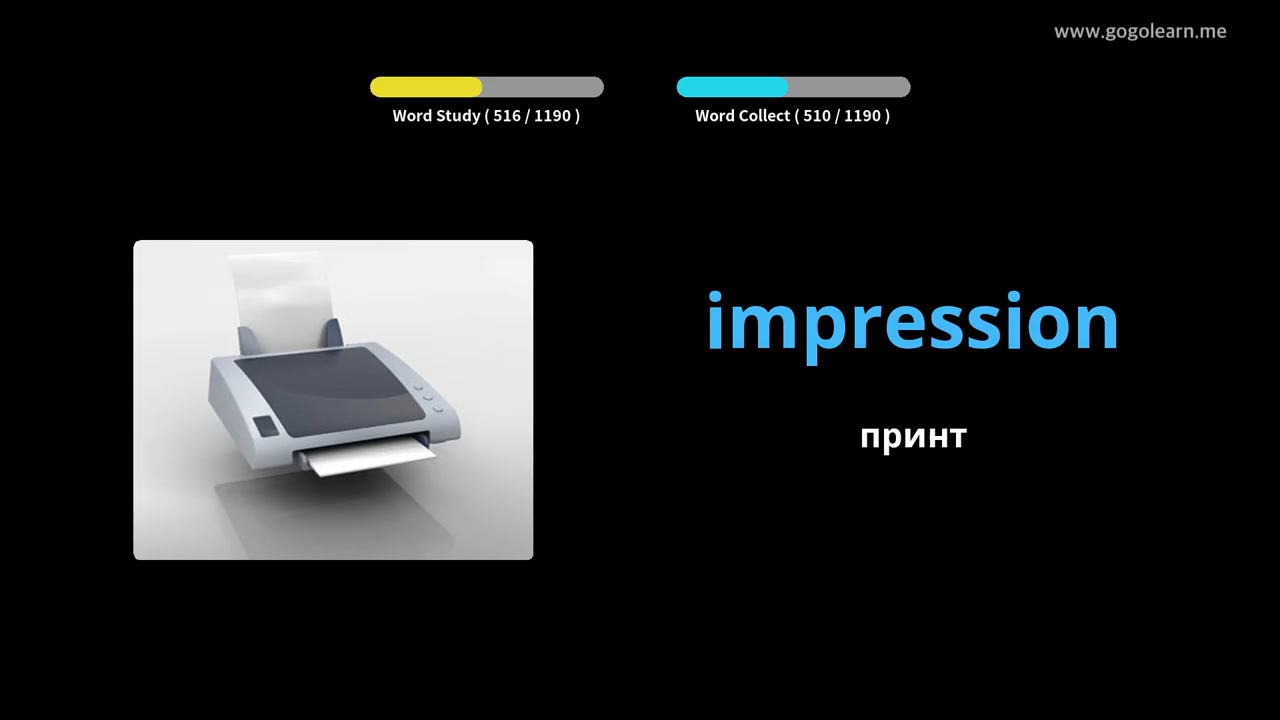 www.gogolearn.me
Word Study ( 516 / 1190 )
Word Collect ( 510 / 1190 )
impression
принт